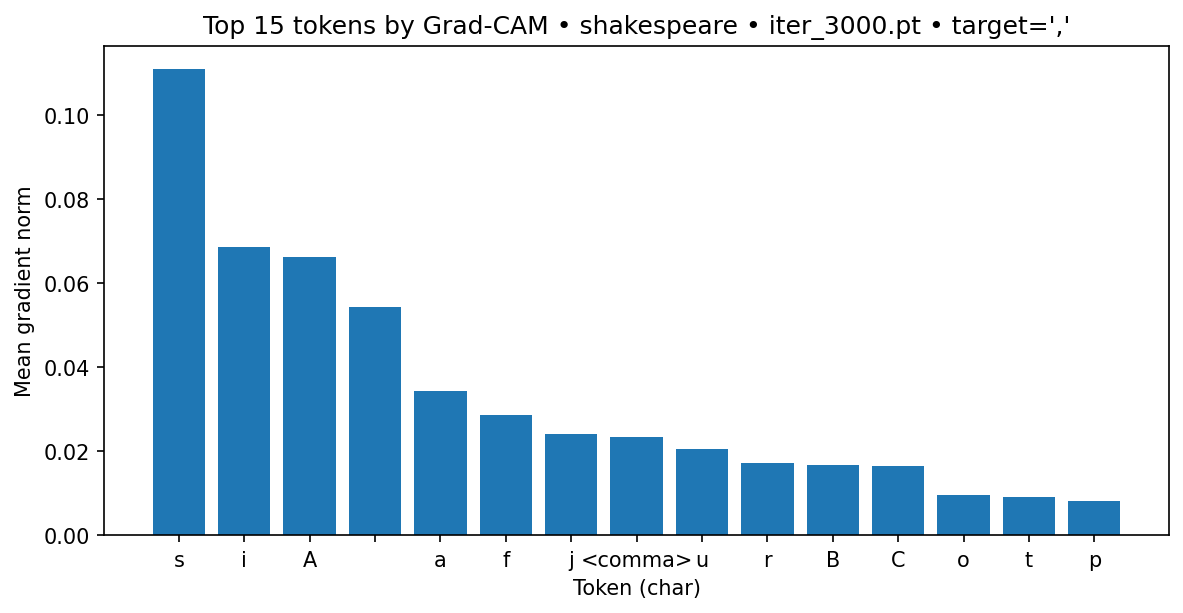 Top 15 tokens by Grad-CAM • shakespeare • iter_3000.pt • target=','
0.10
0.08
0.06
0.04
0.02
0.00
Mean gradient norm
s i A a f j <comma> u r B C o t p
Token (char)